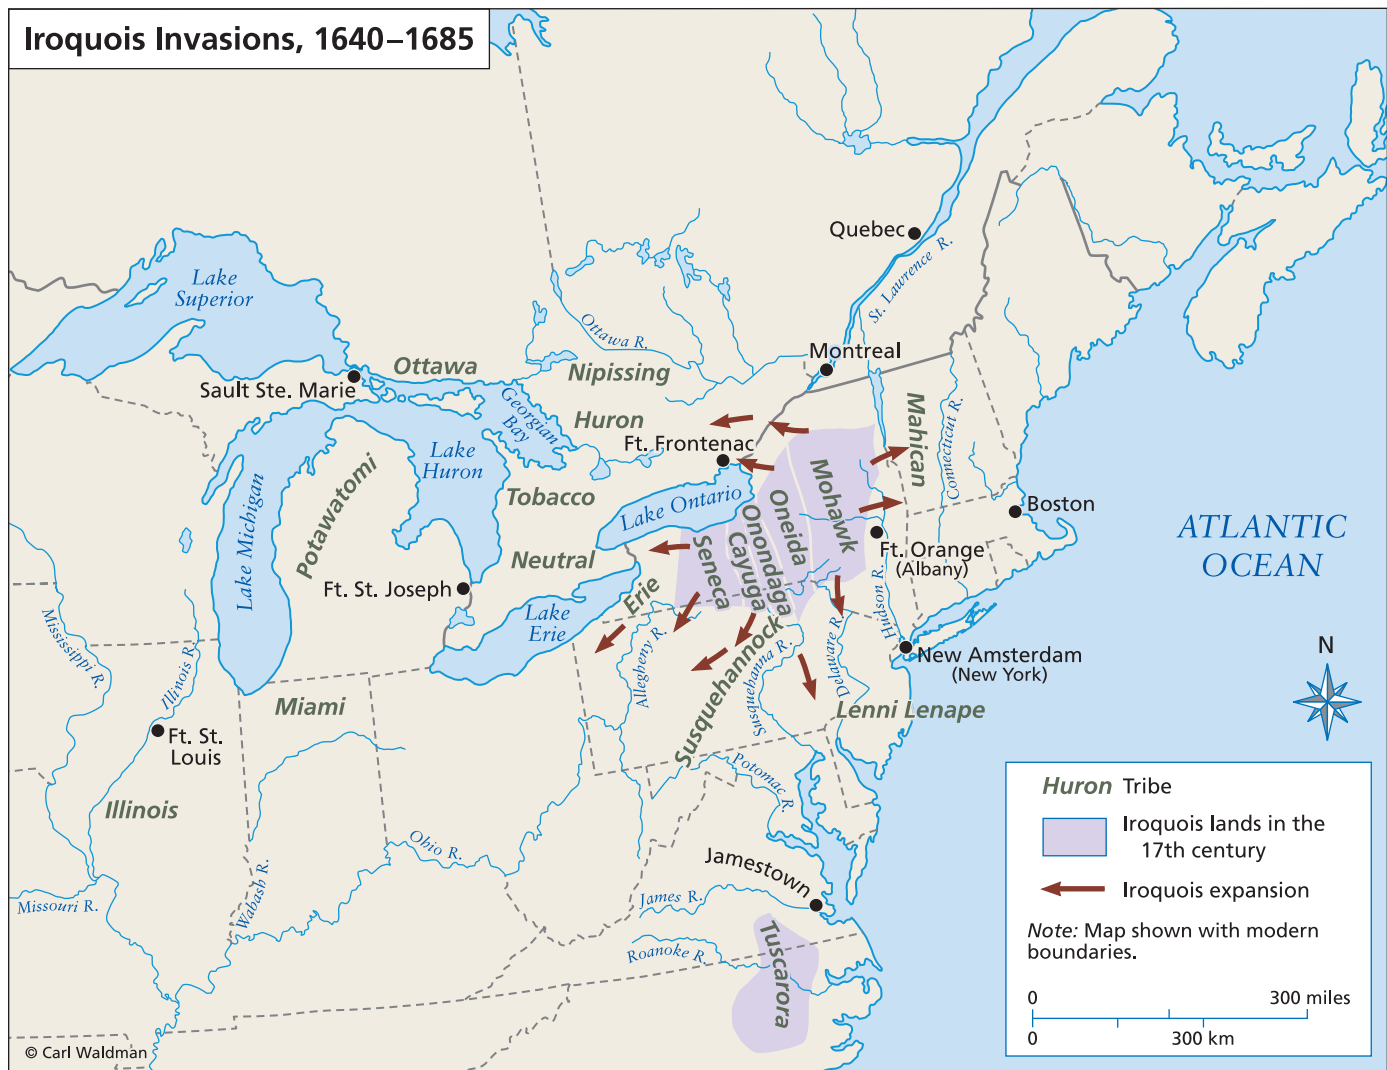 Iroquois Invasions, 1640–1685
Quebec
St. Lawrence R.
Lake
Superior
Ottawa R.
Montreal
Ottawa
Nipissing
Sault Ste. Marie
Georgian
Bay
Huron
Mahican
Connecticut R.
Ft. Frontenac
Lake
Huron
Potawatomi
Lake Michigan
Tobacco
Lake Ontario
Mohawk
Oneida
Onondaga
Cayuga
Seneca
Boston
ATLANTIC
OCEAN
Neutral
Ft. Orange
(Albany)
Ft. St. Joseph
Erie
Lake
Erie
Hudson R.
Mississippi R.
Illinois R.
Allegheny R.
Susquehannock
Susquehanna R.
Delaware R.
New Amsterdam
(New York)
N
Miami
Lenni Lenape
Ft. St.
Louis
Potomac R.
Illinois
Ohio R.
Jamestown
Missouri R.
Wabash R.
James R.
Roanoke R.
Tuscarora
Huron Tribe
Iroquois lands in the
17th century
Iroquois expansion
Note: Map shown with modern
boundaries.
0 300 miles
0 300 km
© Carl Waldman